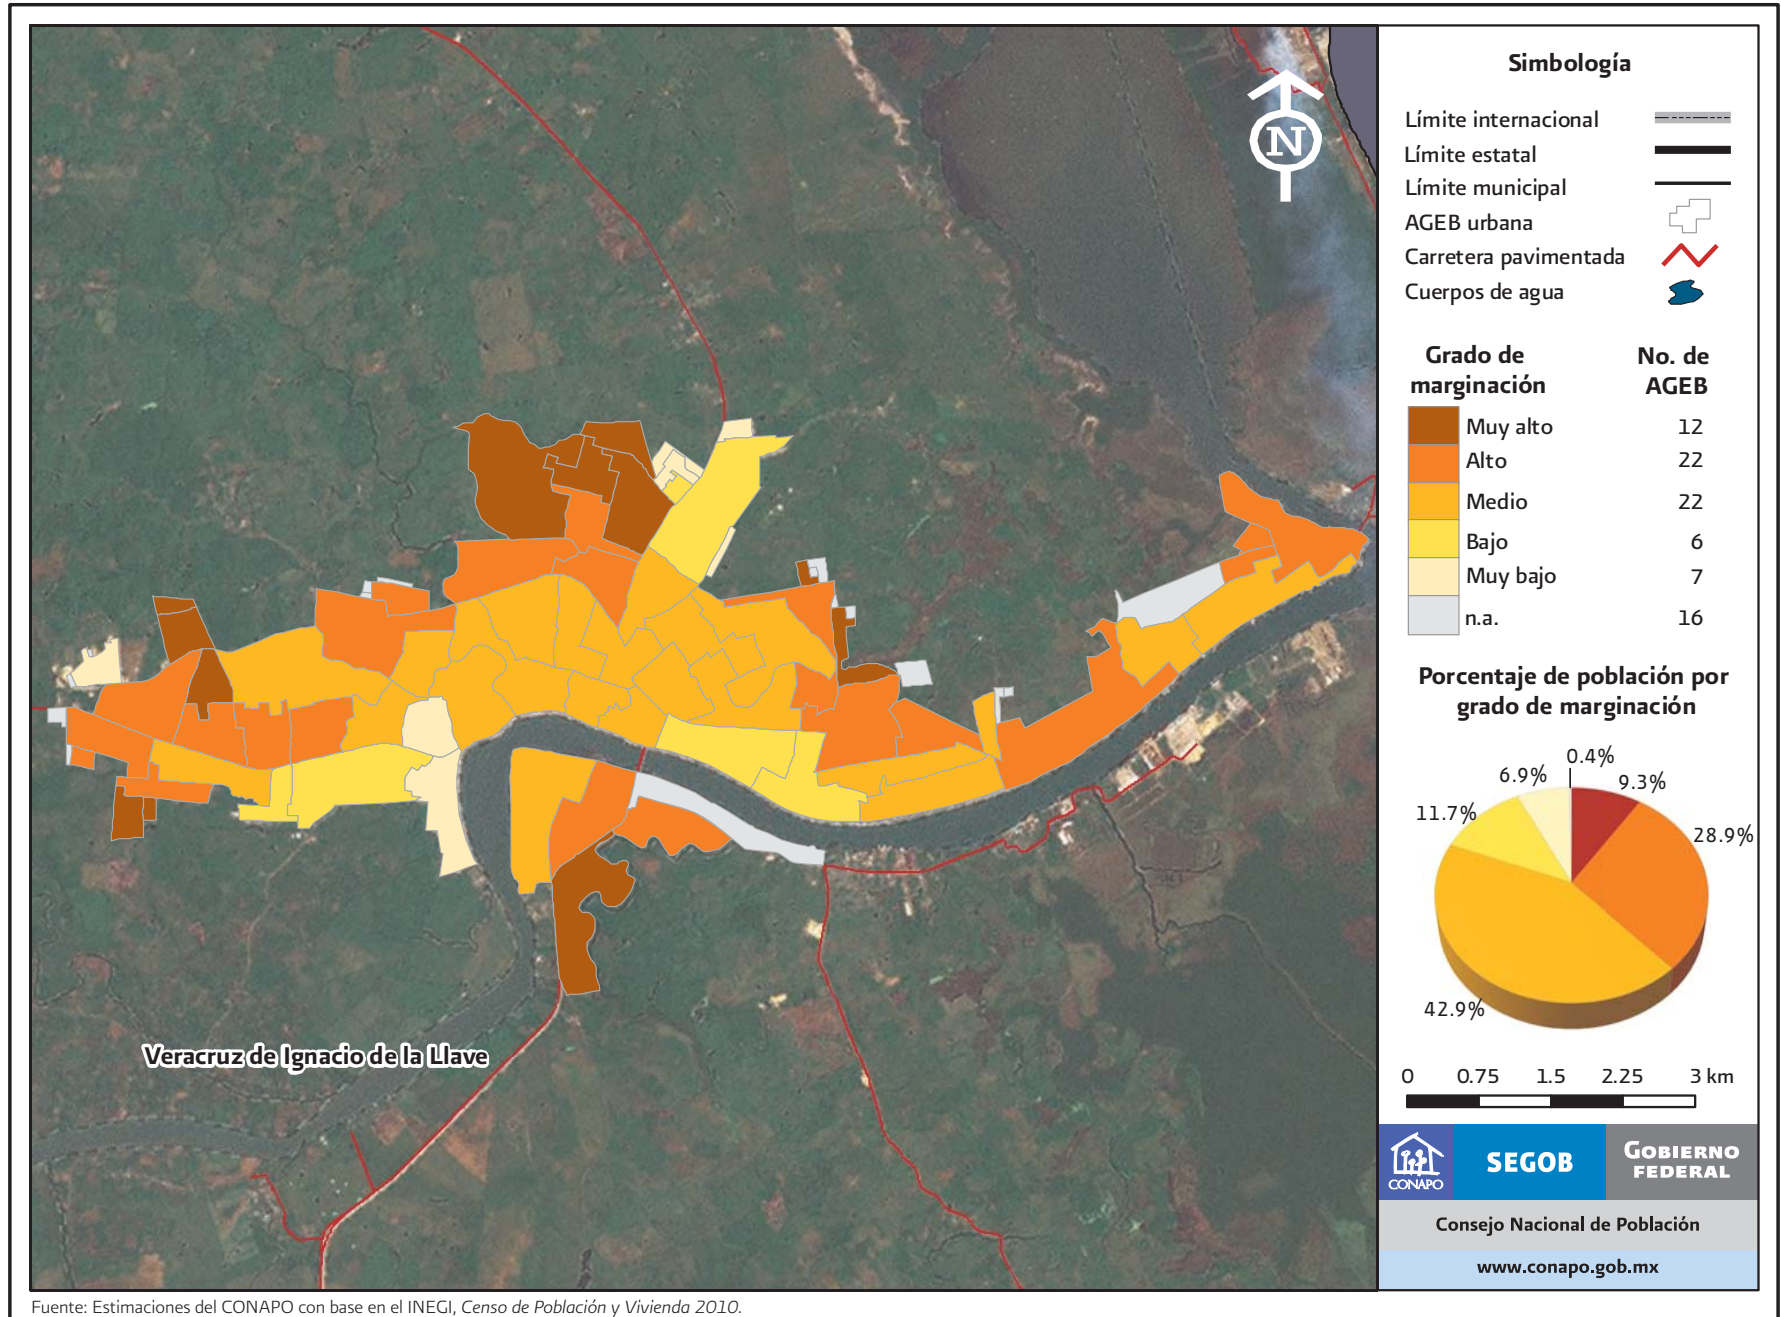 N
Veracruz de Ignacio de la Llave
Simbología
Límite internacional
Límite estatal
Límite municipal
AGEB urbana
Carretera pavimentada
Cuerpos de agua
Grado de marginación
No. de AGEB
Muy alto 12
Alto 22
Medio 22
Bajo 6
Muy bajo 7
n.a. 16
Porcentaje de población por
grado de marginación
0.4%
6.9%
9.3%
11.7%
28.9%
42.9%
0 0.75 1.5 2.25 3 km
CONAPO
SEGOB
GOBIERNO
FEDERAL
Consejo Nacional de Población
www.conapo.gob.mx
Fuente: Estimaciones del CONAPO con base en el INEGI, Censo de Población y Vivienda 2010.